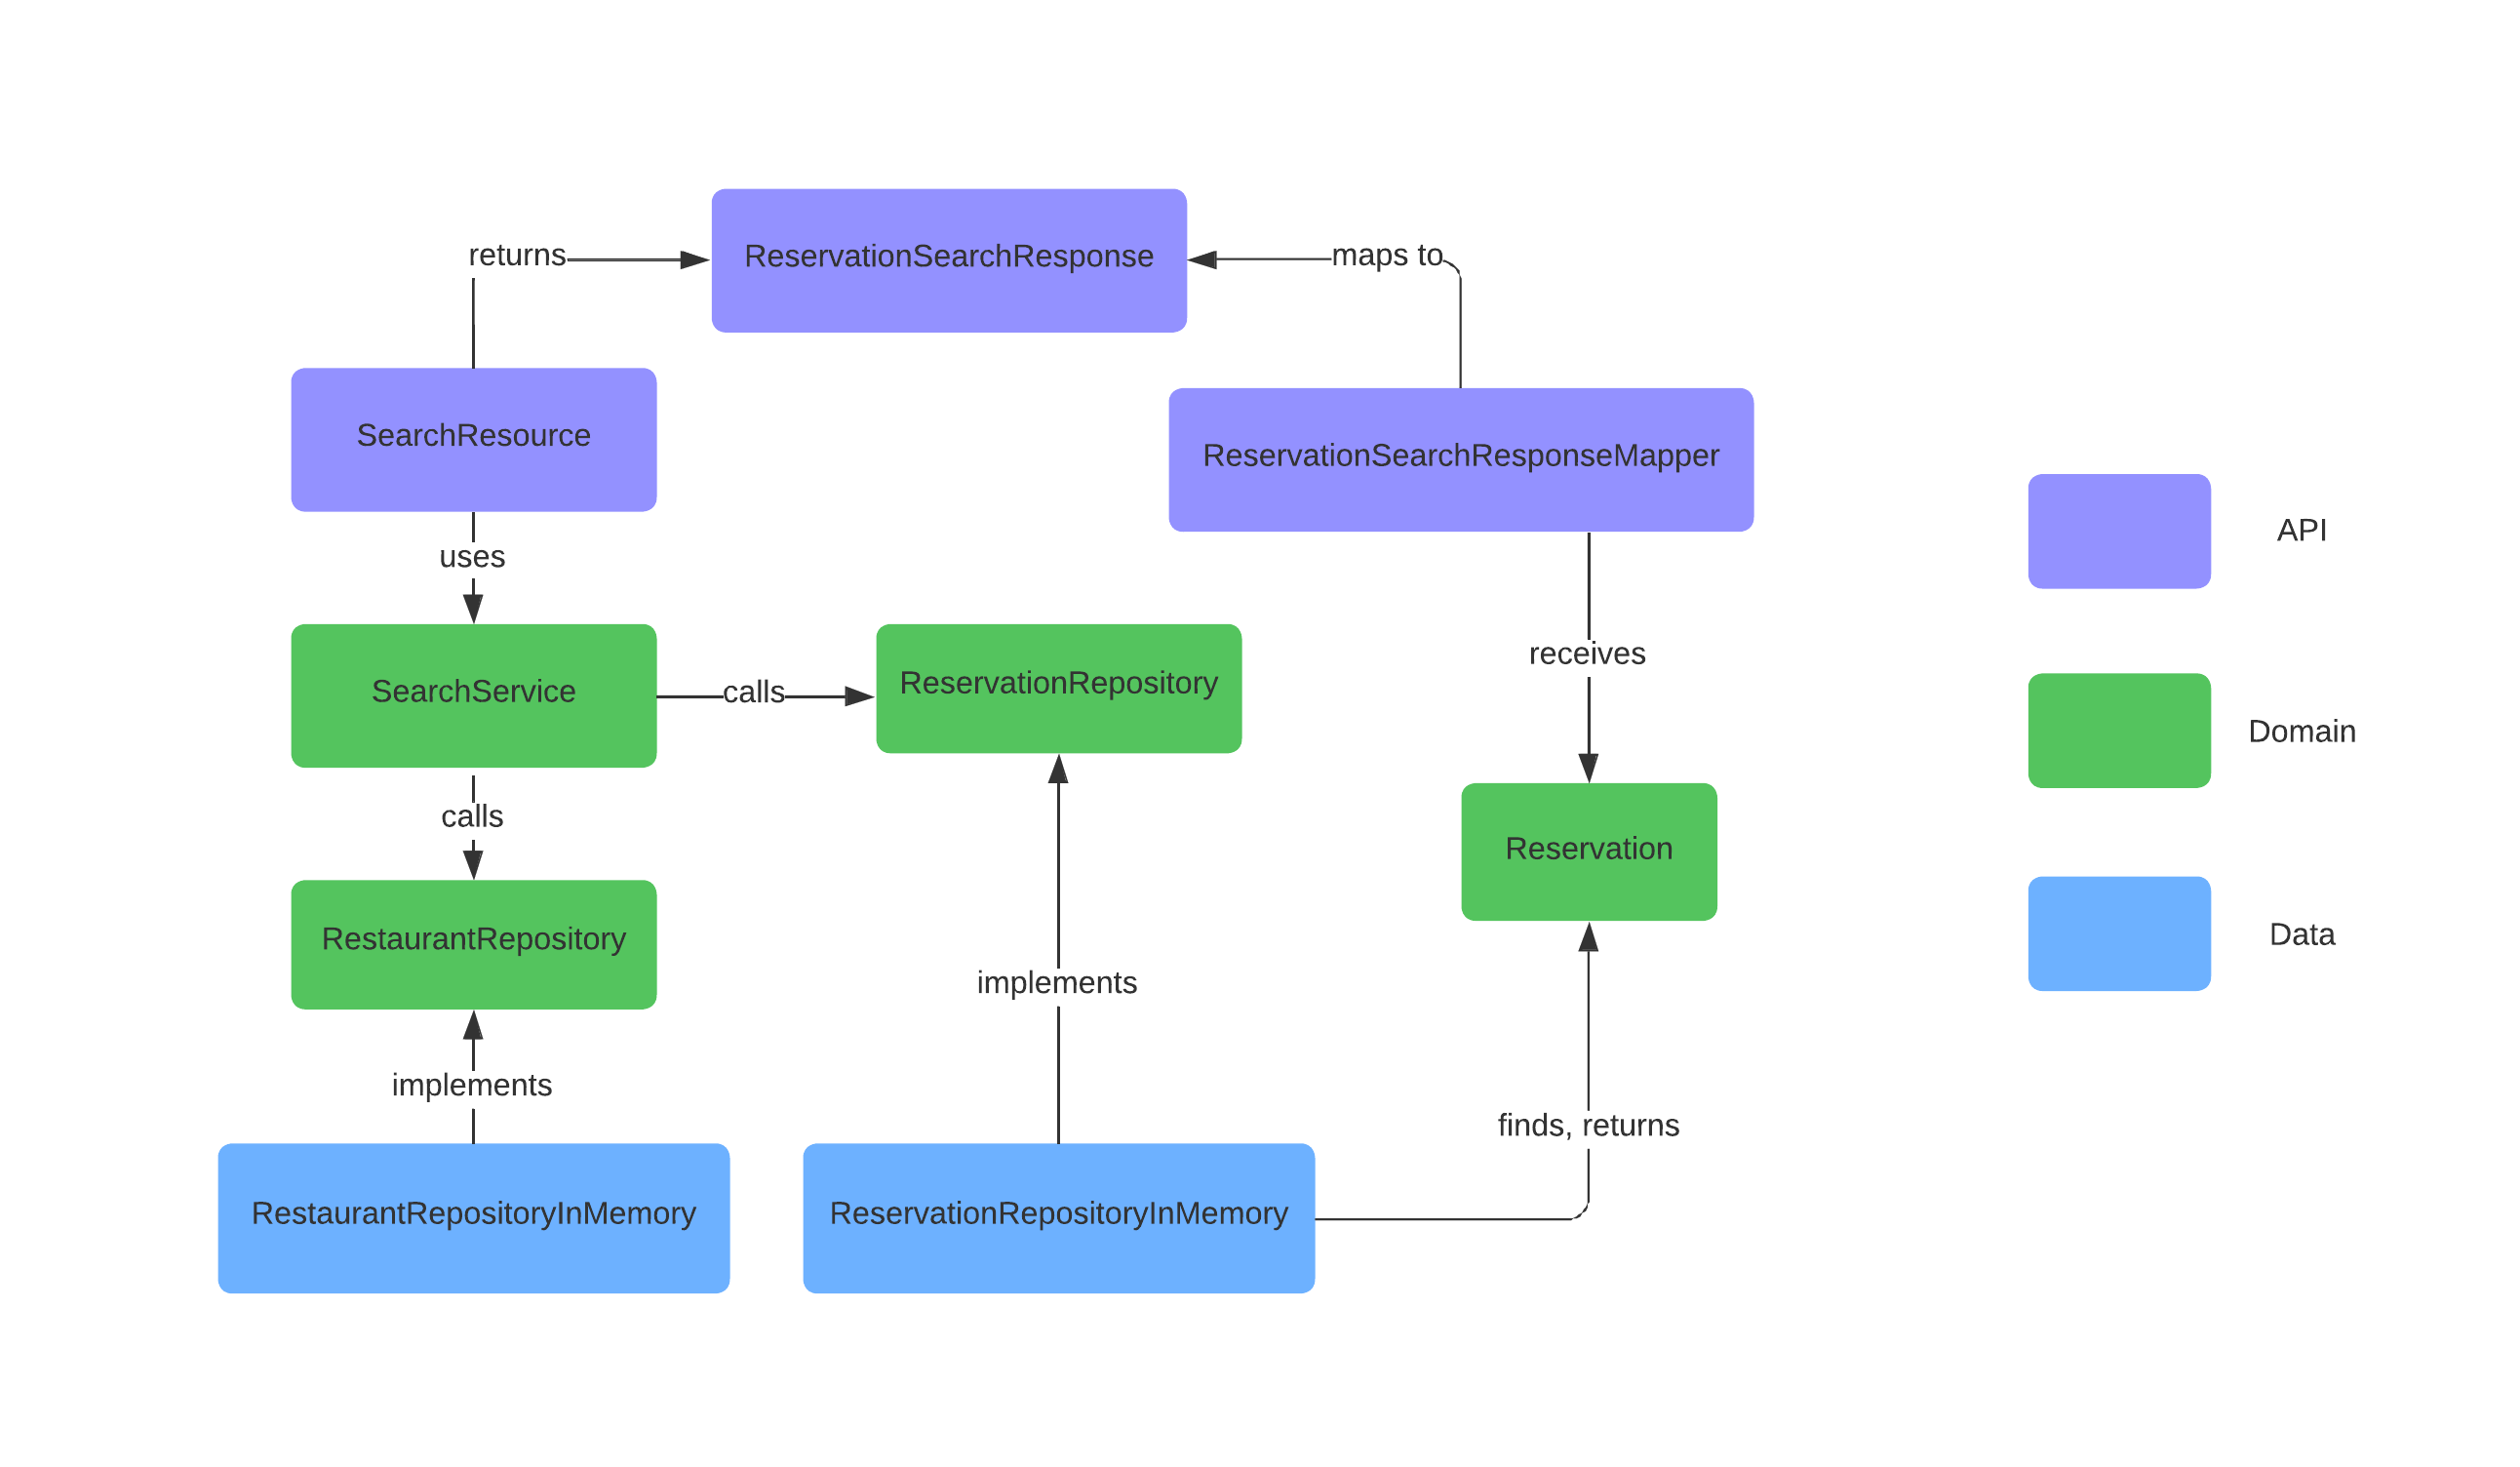 returns
ReservationSearchResponse
maps to
SearchResource
ReservationSearchResponseMapper
API
uses
receives
SearchService
calls
ReservationRepository
Domain
calls
Reservation
RestaurantRepository
Data
implements
implements
finds, returns
RestaurantRepositoryInMemory
ReservationRepositoryInMemory